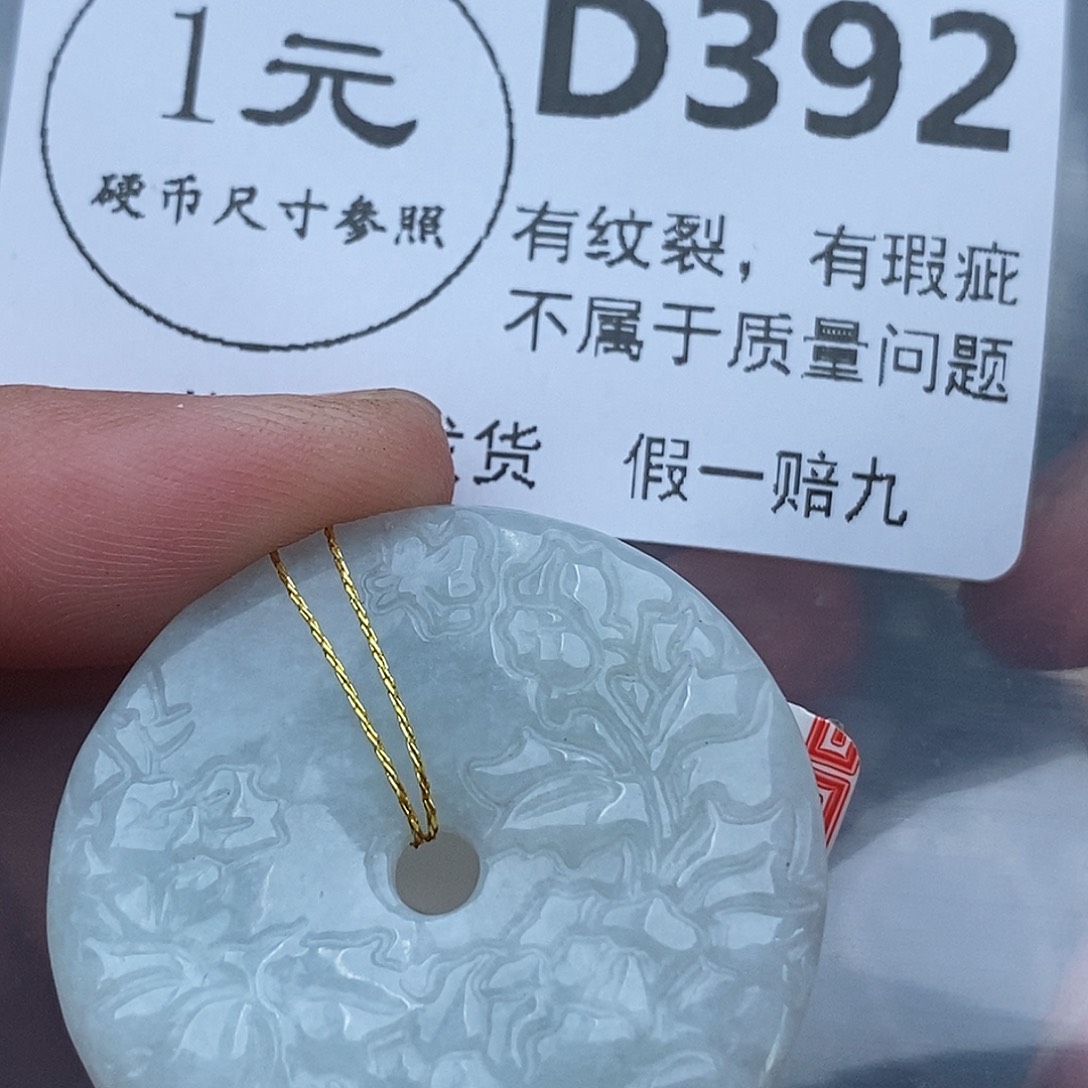 1元
硬币尺寸参照
D392
有纹裂，有瑕疵
不属于质量问题
货 假一赔九